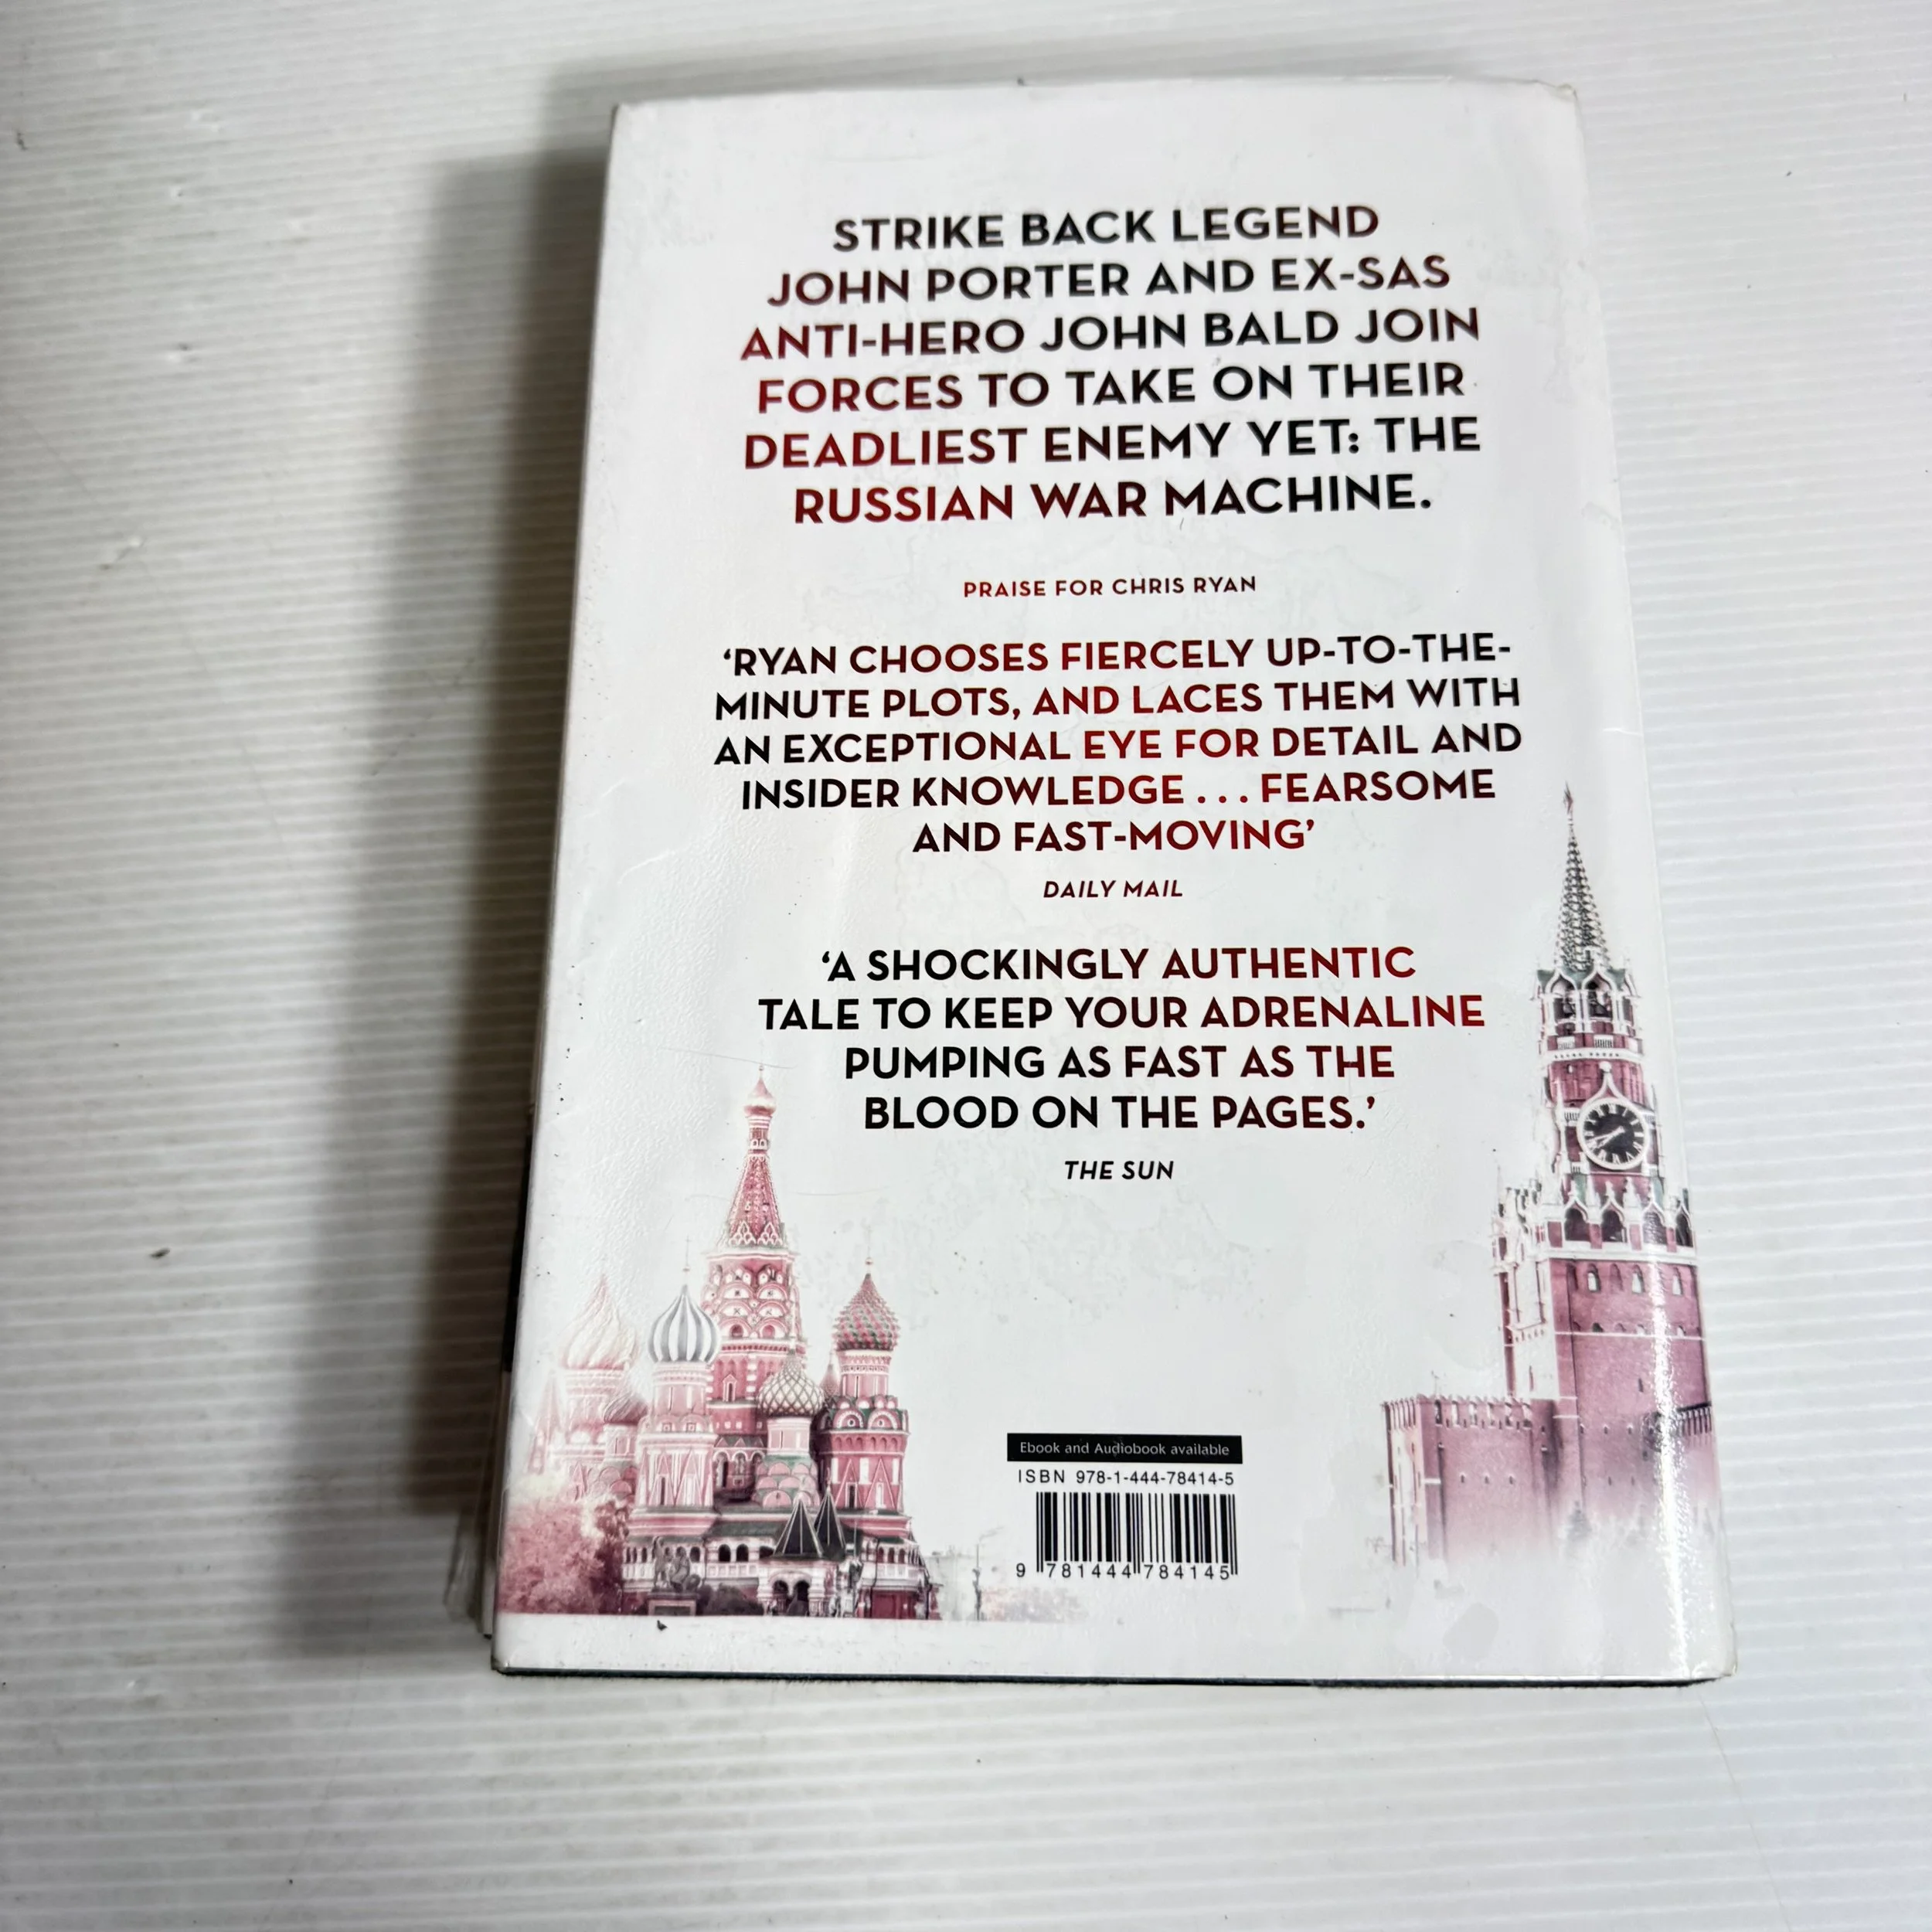 STRIKE BACK LEGEND
JOHN PORTER AND EX-SAS
ANTI-HERO JOHN BALD JOIN
FORCES TO TAKE ON THEIR
DEADLIEST ENEMY YET: THE
RUSSIAN WAR MACHINE.
PRAISE FOR CHRIS RYAN
‘RYAN CHOOSES FIERCELY UP-TO-THE-
MINUTE PLOTS, AND LACES THEM WITH
AN EXCEPTIONAL EYE FOR DETAIL AND
INSIDER KNOWLEDGE . . . FEARSOME
AND FAST-MOVING’
DAILY MAIL
‘A SHOCKINGLY AUTHENTIC
TALE TO KEEP YOUR ADRENALINE
PUMPING AS FAST AS THE
BLOOD ON THE PAGES.’
THE SUN
Ebook and Audiobook available
ISBN 978-1-444-78414-5
9 781444 784145